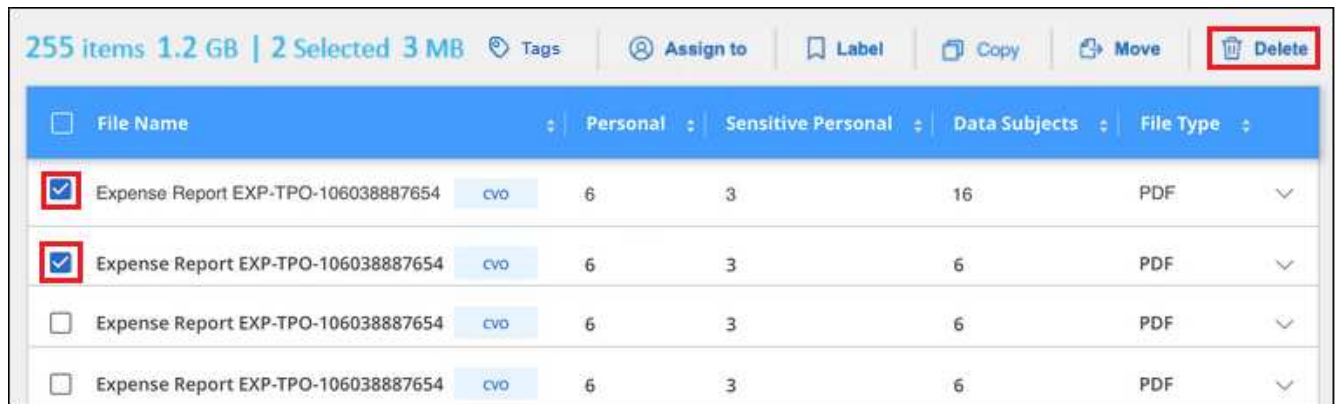 255 items 1.2 GB | 2 Selected 3 MB Tags Assign to Label Copy Move Delete
File Name Personal Sensitive Personal Data Subjects File Type
Expense Report EXP-TPO-106038887654 CVO 6 3 16 PDF
Expense Report EXP-TPO-106038887654 CVO 6 3 6 PDF
Expense Report EXP-TPO-106038887654 CVO 6 3 6 PDF
Expense Report EXP-TPO-106038887654 CVO 6 3 6 PDF